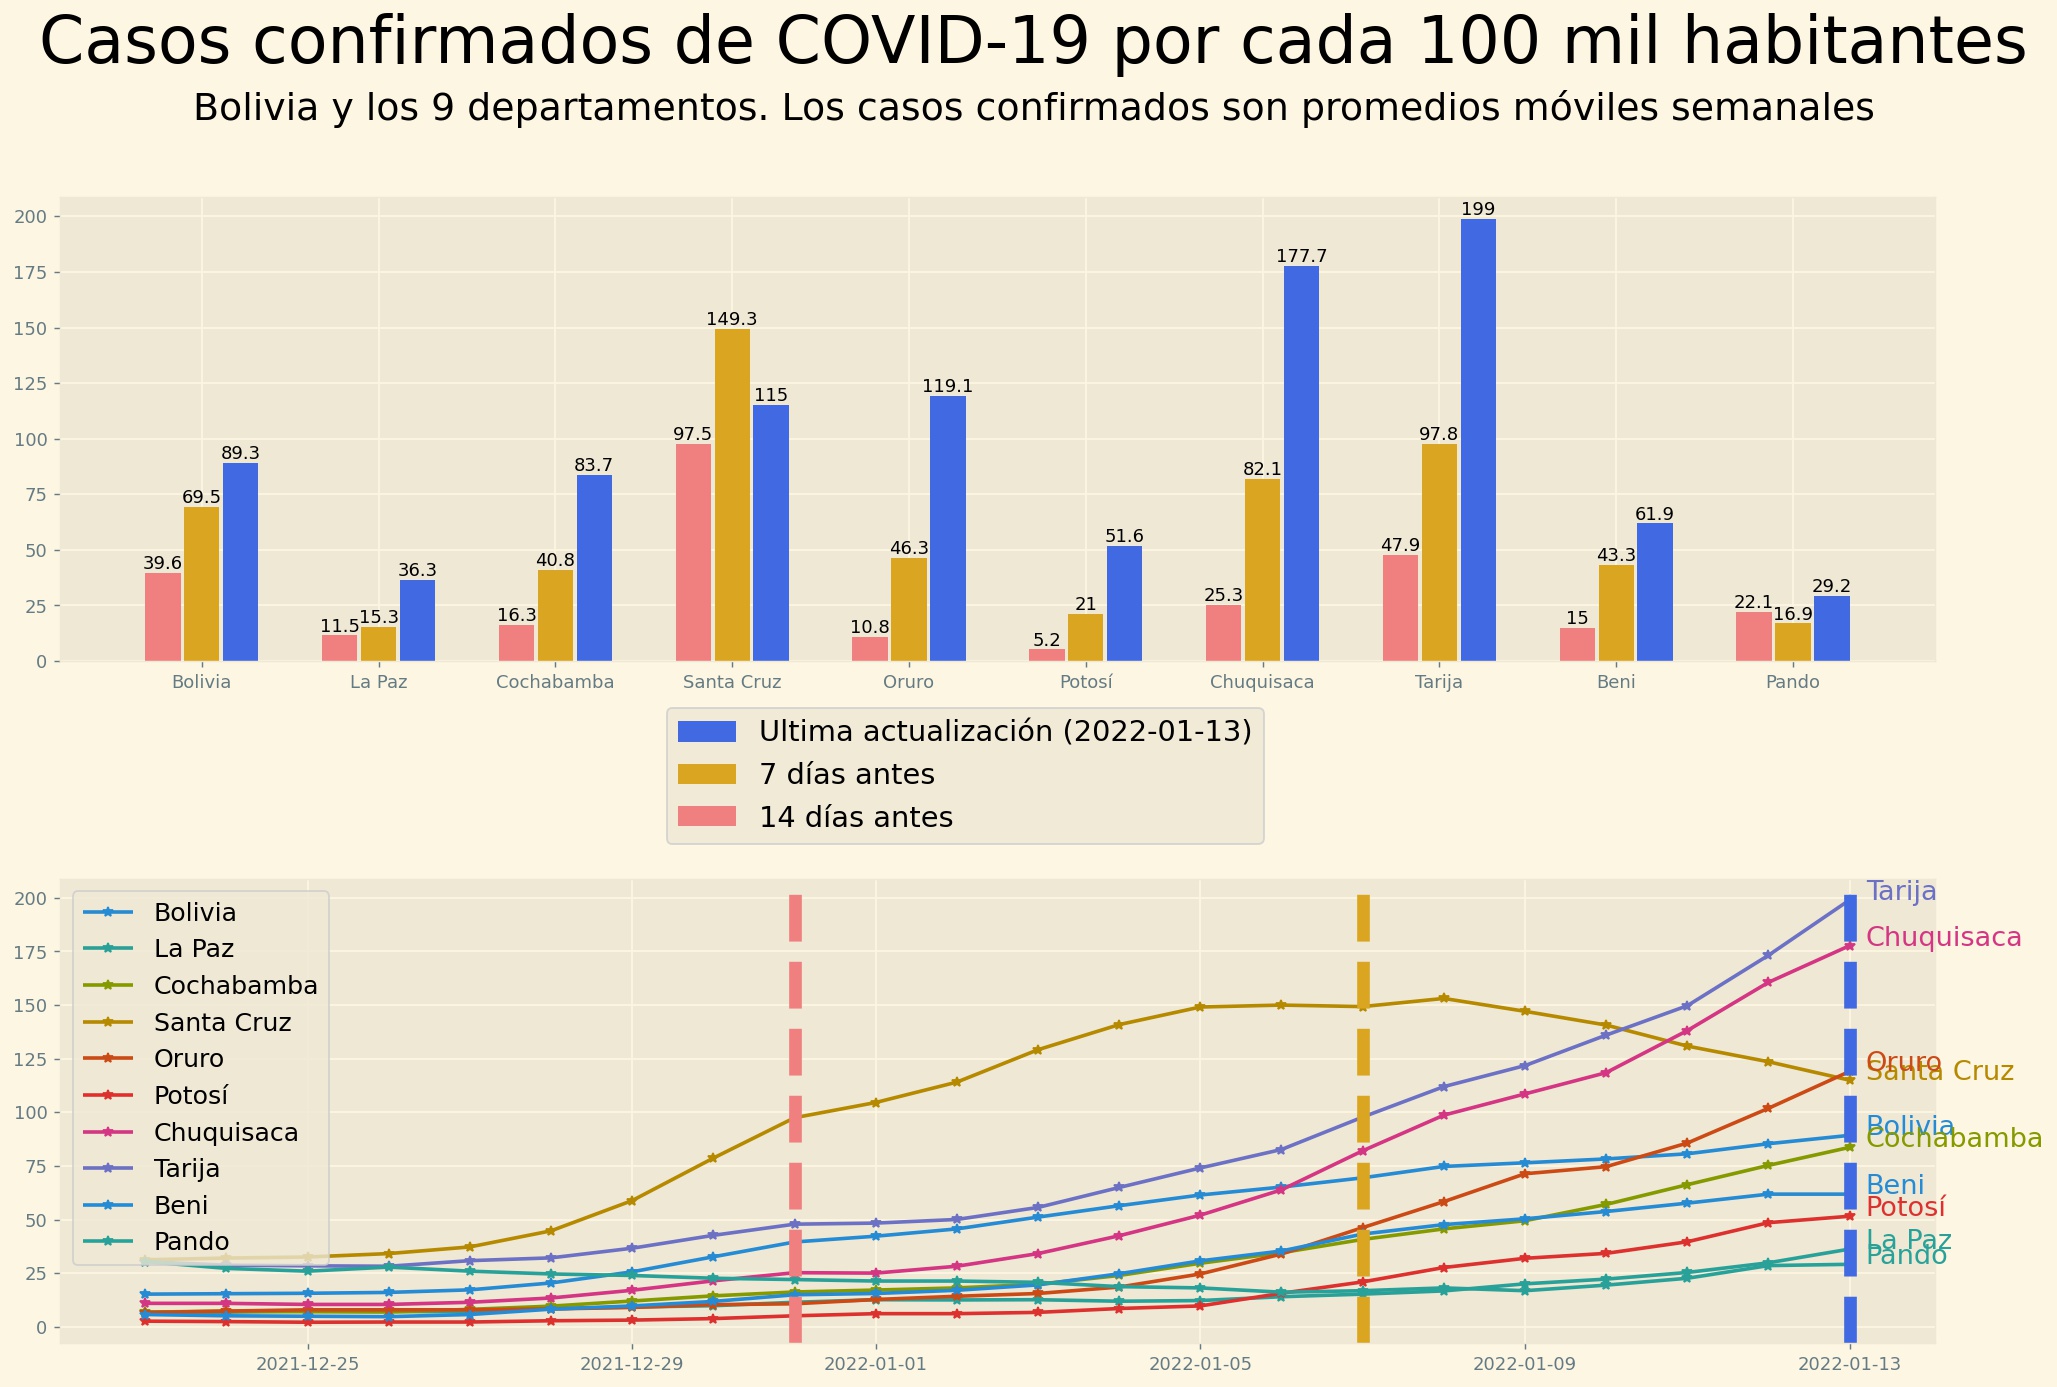 Casos confirmados de COVID-19 por cada 100 mil habitantes
Bolivia y los 9 departamentos. Los casos confirmados son promedios móviles semanales
200
175
150
125
100
75
50
25
0
39.6 69.5 89.3
11.5 15.3 36.3
16.3 40.8 83.7
97.5 149.3 115
10.8 46.3 119.1
5.2 21 51.6
25.3 82.1 177.7
47.9 97.8 199
15 43.3 61.9
22.1 16.9 29.2
Bolivia La Paz Cochabamba Santa Cruz Oruro Potosí Chuquisaca Tarija Beni Pando
Ultima actualización (2022-01-13)
7 días antes
14 días antes
200
175
150
125
100
75
50
25
0
Bolivia
La Paz
Cochabamba
Santa Cruz
Oruro
Potosí
Chuquisaca
Tarija
Beni
Pando
Tarija
Chuquisaca
Oruro
Santa Cruz
Bolivia
Cochabamba
Beni
Potosí
La Paz
Pando
2021-12-25 2021-12-29 2022-01-01 2022-01-05 2022-01-09 2022-01-13